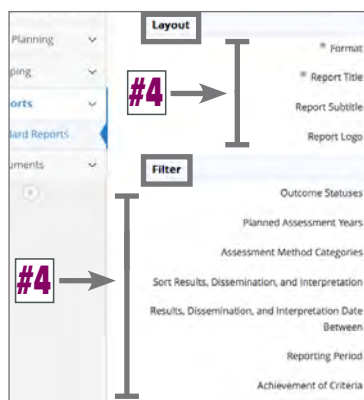 Layout
Planning
* Format
ping
#4
* Report Title
orts
Report Subtitle
ard Reports
Report Logo
uments
Filter
Outcome Statuses
Planned Assessment Years
Assessment Method Categories
#4
Sort Results, Dissemination, and Interpretation
Results, Dissemination, and Interpretation Date
Between
Reporting Period
Achievement of Criteria